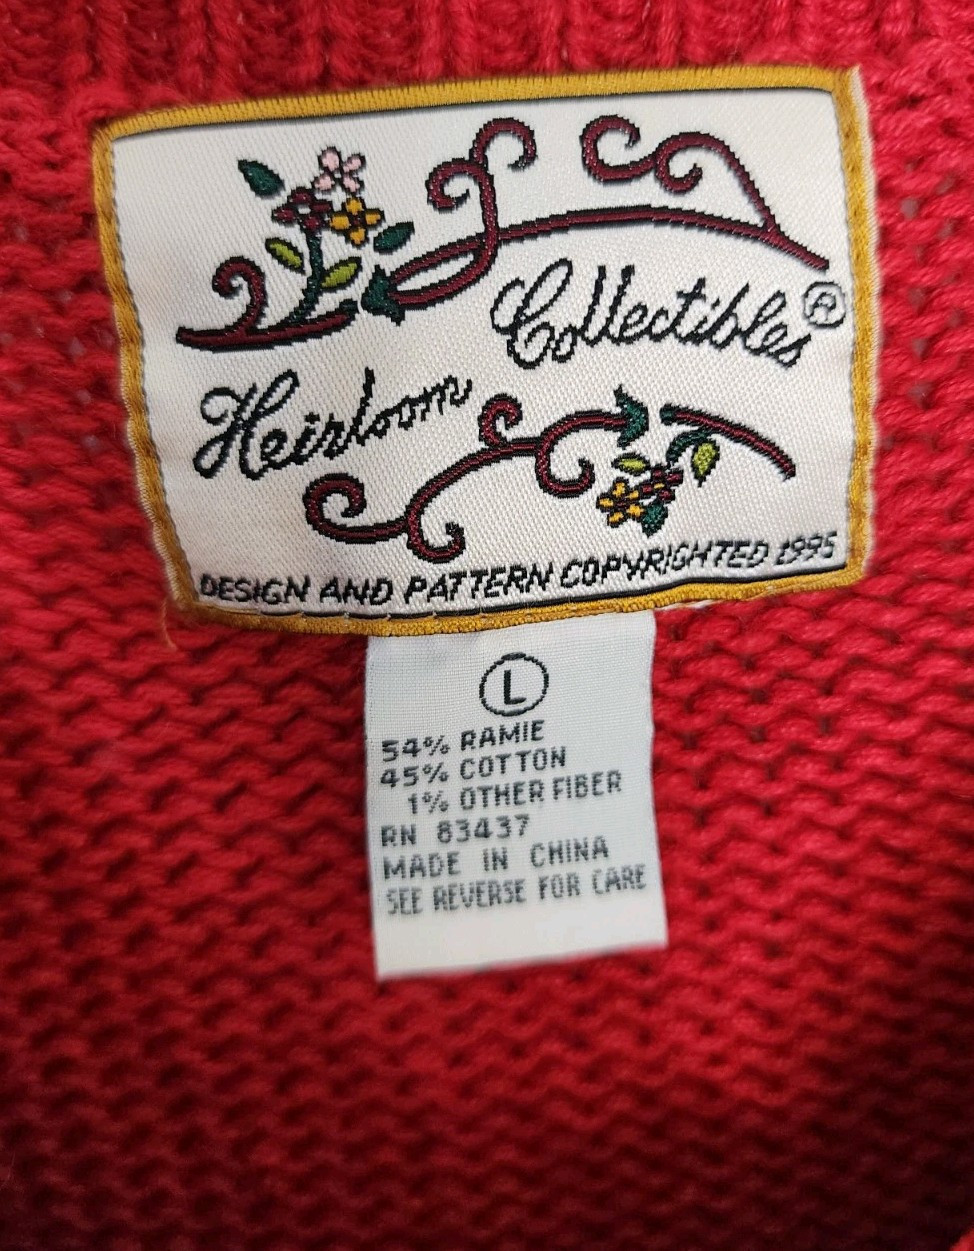 Heirloom
Collectibles®
DESIGN AND PATTERN COPYRIGHTED 1995
L
54% RAMIE
45% COTTON
1% OTHER FIBER
RN 83437
MADE IN CHINA
SEE REVERSE FOR CARE